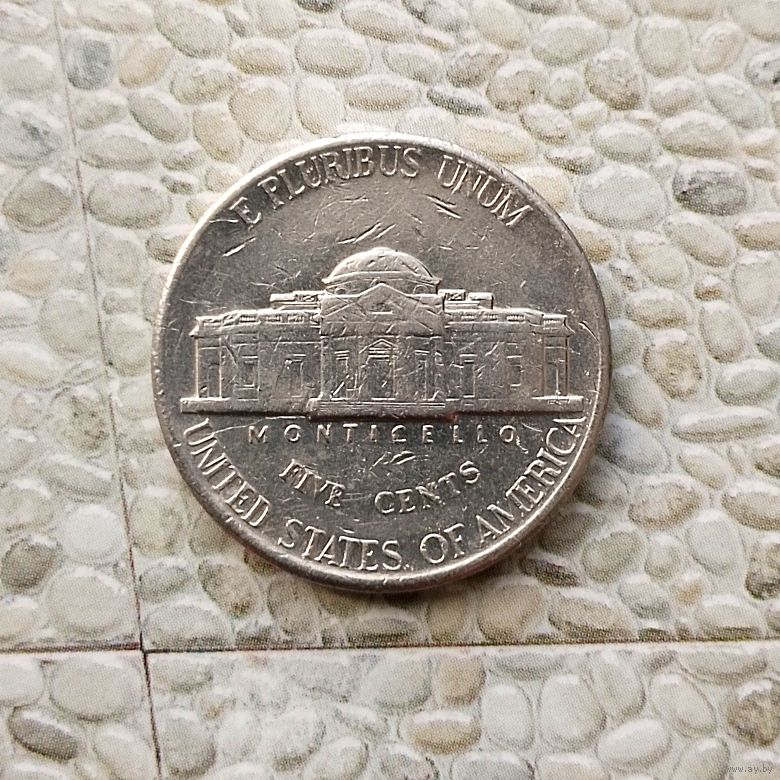 E PLURIBUS UNUM
MONTICELLO
FIVE CENTS
UNITED STATES OF AMERICA
www.ay.by